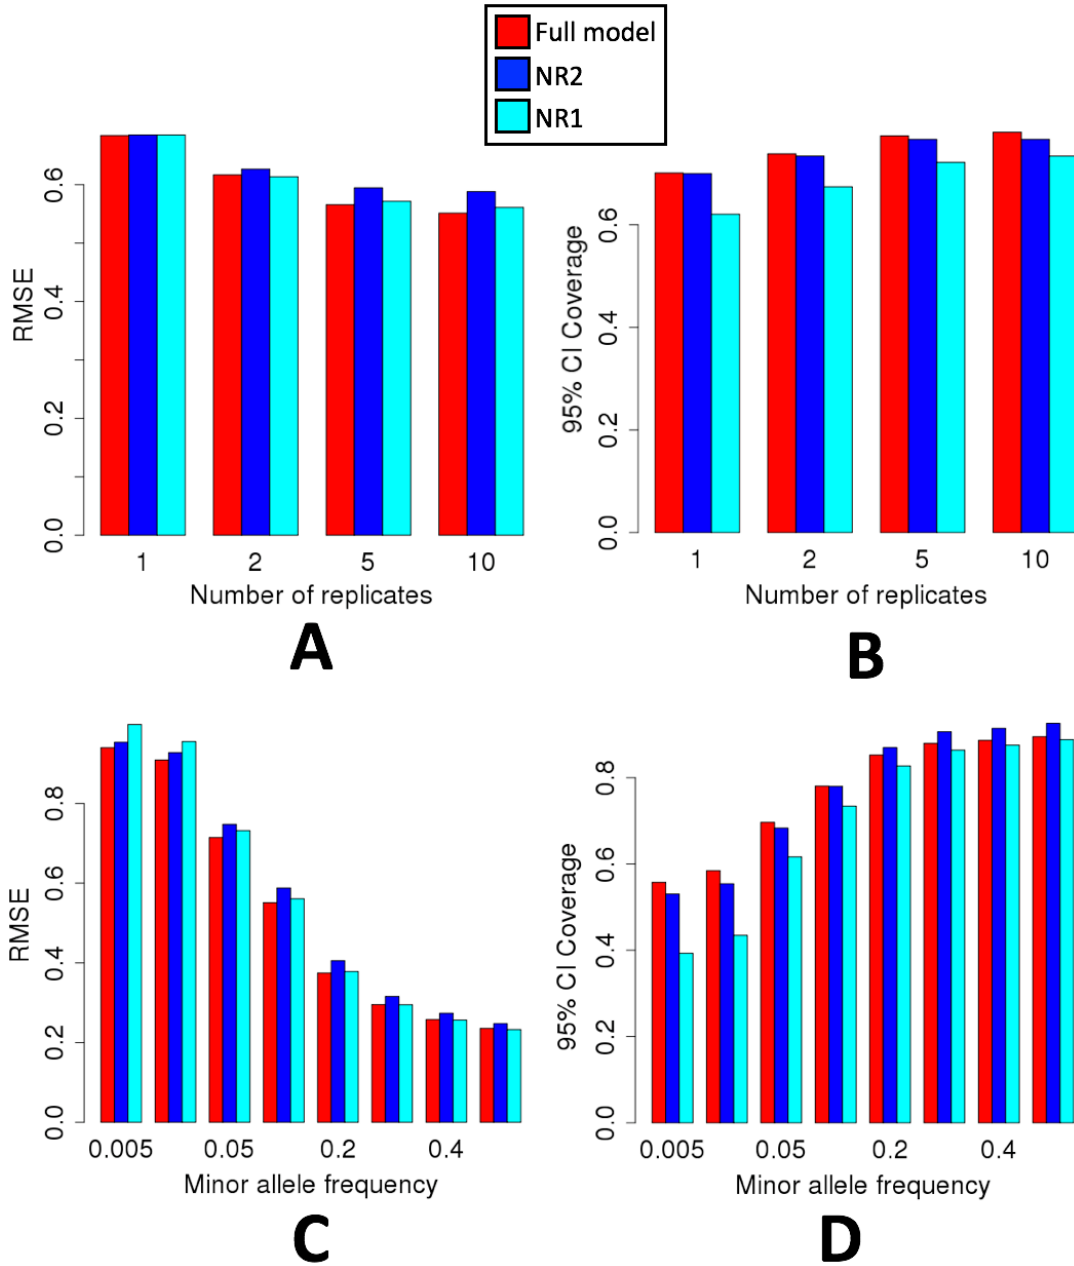 Full model
NR2
NR1
RMSE
0.0
0.2
0.4
0.6
1 2 5 10
Number of replicates
A
95% CI Coverage
0.0
0.2
0.4
0.6
1 2 5 10
Number of replicates
B
RMSE
0.0
0.2
0.4
0.6
0.8
0.005 0.05 0.2 0.4
Minor allele frequency
C
95% CI Coverage
0.0
0.2
0.4
0.6
0.8
0.005 0.05 0.2 0.4
Minor allele frequency
D